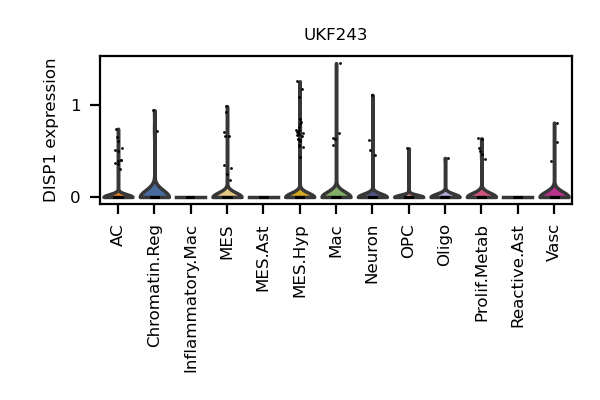 UKF243
DISP1 expression
1
0
AC
Chromatin.Reg
Inflammatory.Mac
MES
MES.Ast
MES.Hyp
Mac
Neuron
OPC
Oligo
Prolif.Metab
Reactive.Ast
Vasc